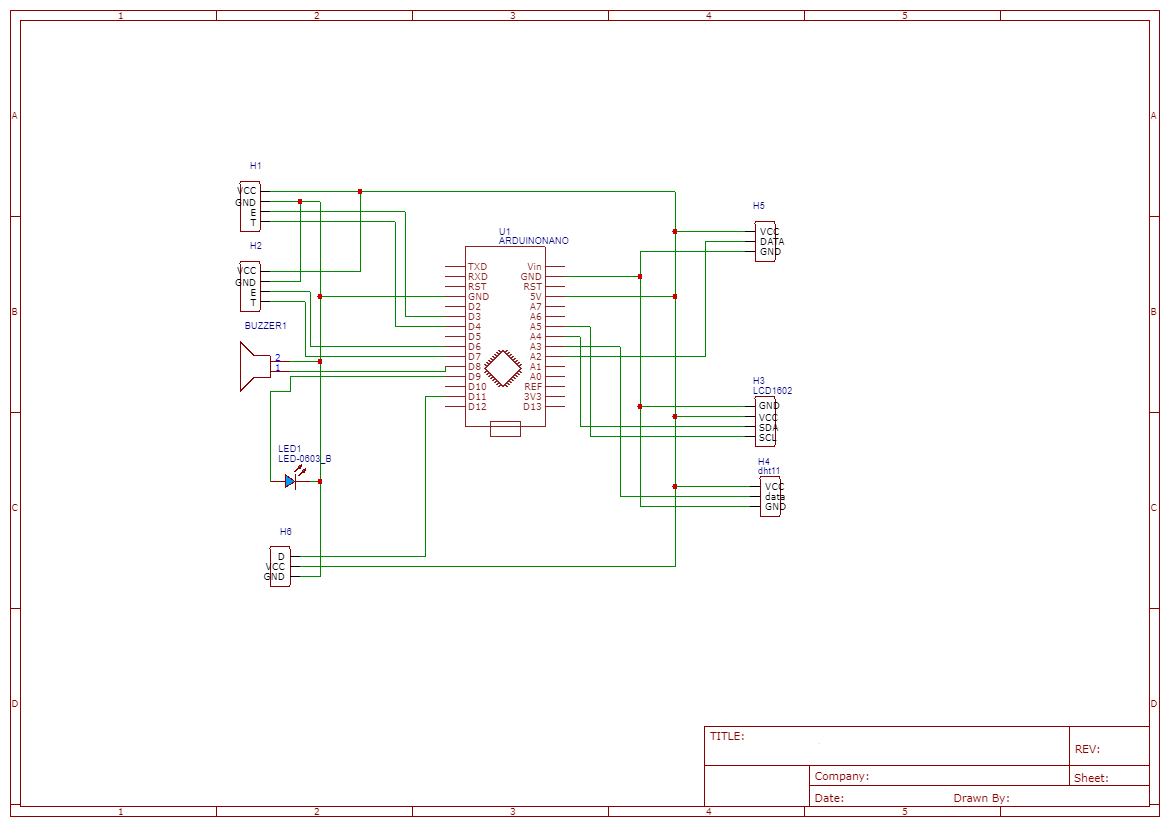 1 2 3 4 5
A A
H1
VCC
GND
E
T
H5
VCC
DATA
GND
U1
ARDUINONANO
H2
VCC
GND
E
T
TXD Vin
RXD GND
RST RST
GND 5V
D2 A7
D3 A6
D4 A5
D5 A4
D6 A3
D7 A2
D8 A1
D9 A0
D10 REF
D11 3V3
D12 D13
B B
BUZZER1
2
1
H3
LCD1602
GND
VCC
SDA
SCL
LED1
LED-0603_B
H4
dht11
VCC
data
GND
C C
H6
D
VCC
GND
D D
TITLE:
REV:
Company:
Sheet:
Date: Drawn By:
1 2 3 4 5